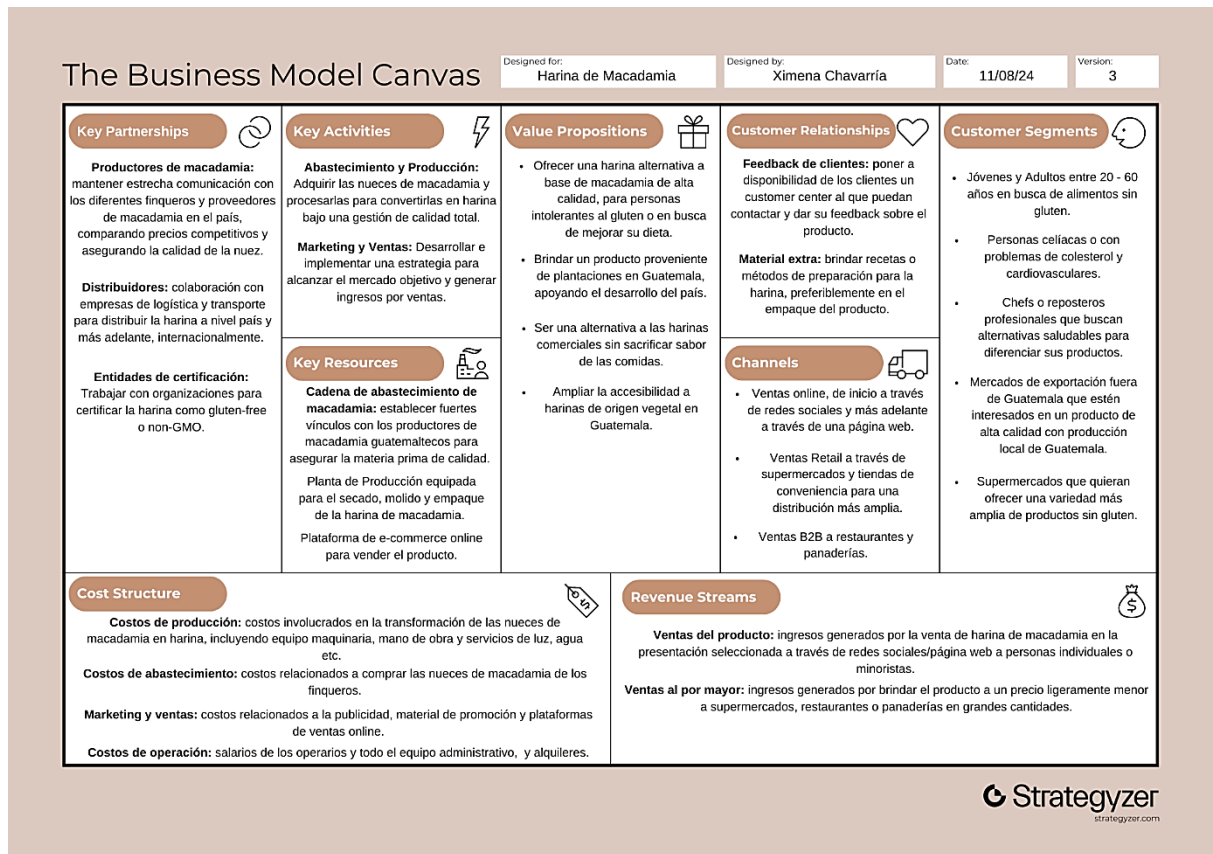 The Business Model Canvas
Designed for:
Harina de Macadamia
Designed by:
Ximena Chavarría
Date:
11/08/24
Version:
3
Key Partnerships
Productores de macadamia:
mantener estrecha comunicación con
los diferentes finqueros y proveedores
de macadamia en el país,
comparando precios competitivos y
asegurando la calidad de la nuez.
Distribuidores: colaboración con
empresas de logística y transporte
para distribuir la harina a nivel país y
más adelante, internacionalmente.
Entidades de certificación:
Trabajar con organizaciones para
certificar la harina como gluten-free
o non-GMO.
Key Activities
Abastecimiento y Producción:
Adquirir las nueces de macadamia y
procesarlas para convertirlas en harina
bajo una gestión de calidad total.
Marketing y Ventas: Desarrollar e
implementar una estrategia para
alcanzar el mercado objetivo y generar
ingresos por ventas.
Key Resources
Cadena de abastecimiento de
macadamia: establecer fuertes
vínculos con los productores de
macadamia guatemaltecos para
asegurar la materia prima de calidad.
Planta de Producción equipada
para el secado, molido y empaque
de la harina de macadamia.
Plataforma de e-commerce online
para vender el producto.
Value Propositions
• Ofrecer una harina alternativa a
base de macadamia de alta
calidad, para personas
intolerantes al gluten o en busca
de mejorar su dieta.
• Brindar un producto proveniente
de plantaciones en Guatemala,
apoyando el desarrollo del país.
• Ser una alternativa a las harinas
comerciales sin sacrificar sabor
de las comidas.
• Ampliar la accesibilidad a
harinas de origen vegetal en
Guatemala.
Customer Relationships
Feedback de clientes: poner a
disponibilidad de los clientes un
customer center al que puedan
contactar y dar su feedback sobre el
producto.
Material extra: brindar recetas o
métodos de preparación para la
harina, preferiblemente en el
empaque del producto.
Channels
• Ventas online, de inicio a través
de redes sociales y más adelante
a través de una página web.
• Ventas Retail a través de
supermercados y tiendas de
conveniencia para una
distribución más amplia.
• Ventas B2B a restaurantes y
panaderías.
Customer Segments
• Jóvenes y Adultos entre 20 - 60
años en busca de alimentos sin
gluten.
• Personas celíacas o con
problemas de colesterol y
cardiovasculares.
• Chefs o reposteros
profesionales que buscan
alternativas saludables para
diferenciar sus productos.
• Mercados de exportación fuera
de Guatemala que estén
interesados en un producto de
alta calidad con producción
local de Guatemala.
• Supermercados que quieran
ofrecer una variedad más
amplia de productos sin gluten.
Cost Structure
Costos de producción: costos involucrados en la transformación de las nueces de
macadamia en harina, incluyendo equipo maquinaria, mano de obra y servicios de luz, agua
etc.
Costos de abastecimiento: costos relacionados a comprar las nueces de macadamia de los
finqueros.
Marketing y ventas: costos relacionados a la publicidad, material de promoción y plataformas
de ventas online.
Costos de operación: salarios de los operarios y todo el equipo administrativo, y alquileres.
Revenue Streams
Ventas del producto: ingresos generados por la venta de harina de macadamia en la
presentación seleccionada a través de redes sociales/página web a personas individuales o
minoristas.
Ventas al por mayor: ingresos generados por brindar el producto a un precio ligeramente menor
a supermercados, restaurantes o panaderías en grandes cantidades.
Strategyzer
strategyzer.com